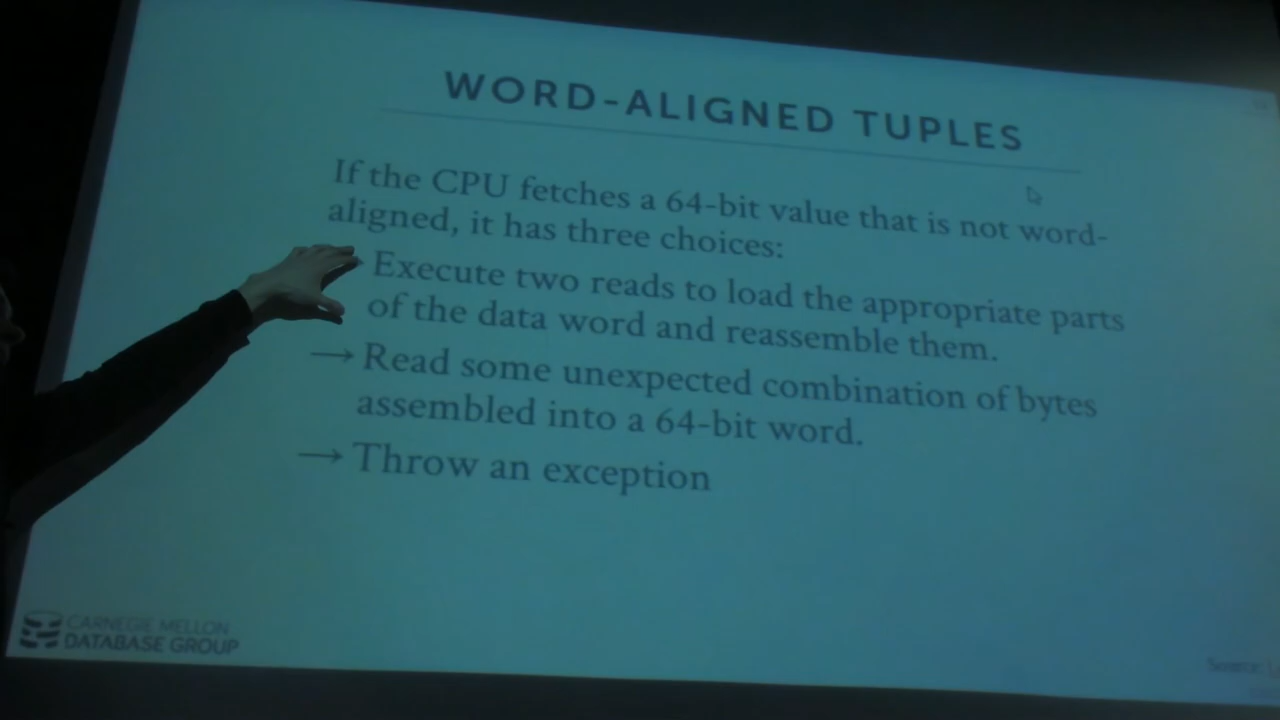 WORD-ALIGNED TUPLES
If the CPU fetches a 64-bit value that is not word-
aligned, it has three choices:
Execute two reads to load the appropriate parts
of the data word and reassemble them.
→ Read some unexpected combination of bytes
assembled into a 64-bit word.
→ Throw an exception
CARNEGIE MELLON
DATABASE GROUP
Source: